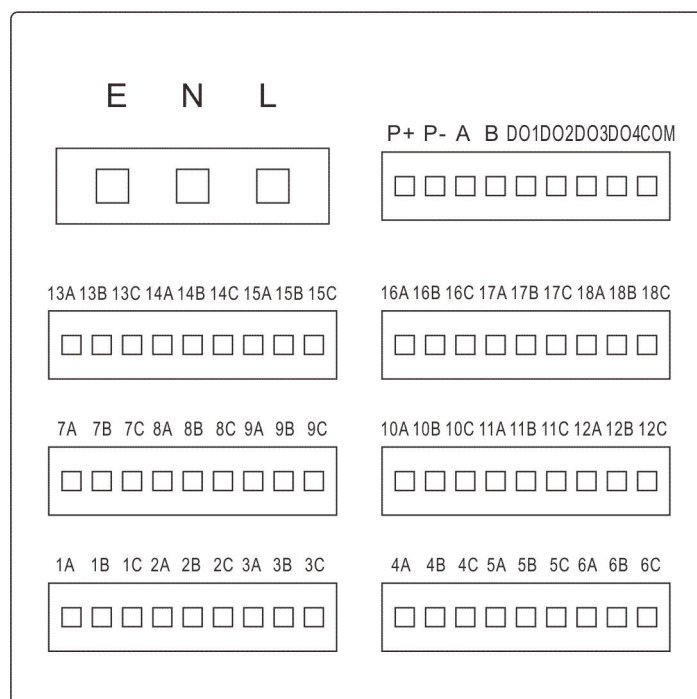 E N L
P+ P- A B DO1DO2DO3DO4COM
13A 13B 13C 14A 14B 14C 15A 15B 15C
16A 16B 16C 17A 17B 17C 18A 18B 18C
7A 7B 7C 8A 8B 8C 9A 9B 9C
10A 10B 10C 11A 11B 11C 12A 12B 12C
1A 1B 1C 2A 2B 2C 3A 3B 3C
4A 4B 4C 5A 5B 5C 6A 6B 6C